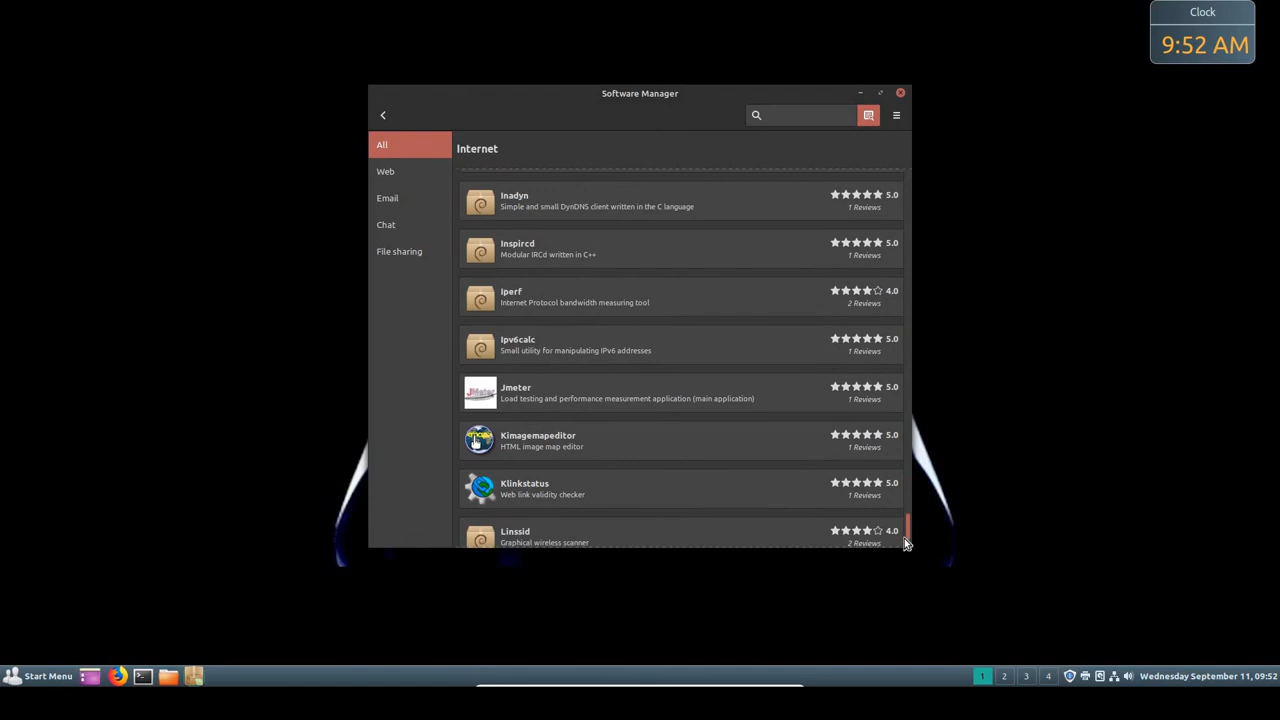 Clock
9:52 AM
Software Manager
All
Web
Email
Chat
File sharing
Internet
Inadyn
Simple and small DynDNS client written in the C language
5.0
1 Reviews
Inspircd
Modular IRCd written in C++
5.0
1 Reviews
Iperf
Internet Protocol bandwidth measuring tool
4.0
2 Reviews
Ipv6calc
Small utility for manipulating IPv6 addresses
5.0
1 Reviews
Jmeter
Load testing and performance measurement application (main application)
5.0
1 Reviews
Kimagemapeditor
HTML image map editor
5.0
1 Reviews
Klinkstatus
Web link validity checker
5.0
1 Reviews
Linssid
Graphical wireless scanner
4.0
2 Reviews
Start Menu
1 2 3 4
Wednesday September 11, 09:52